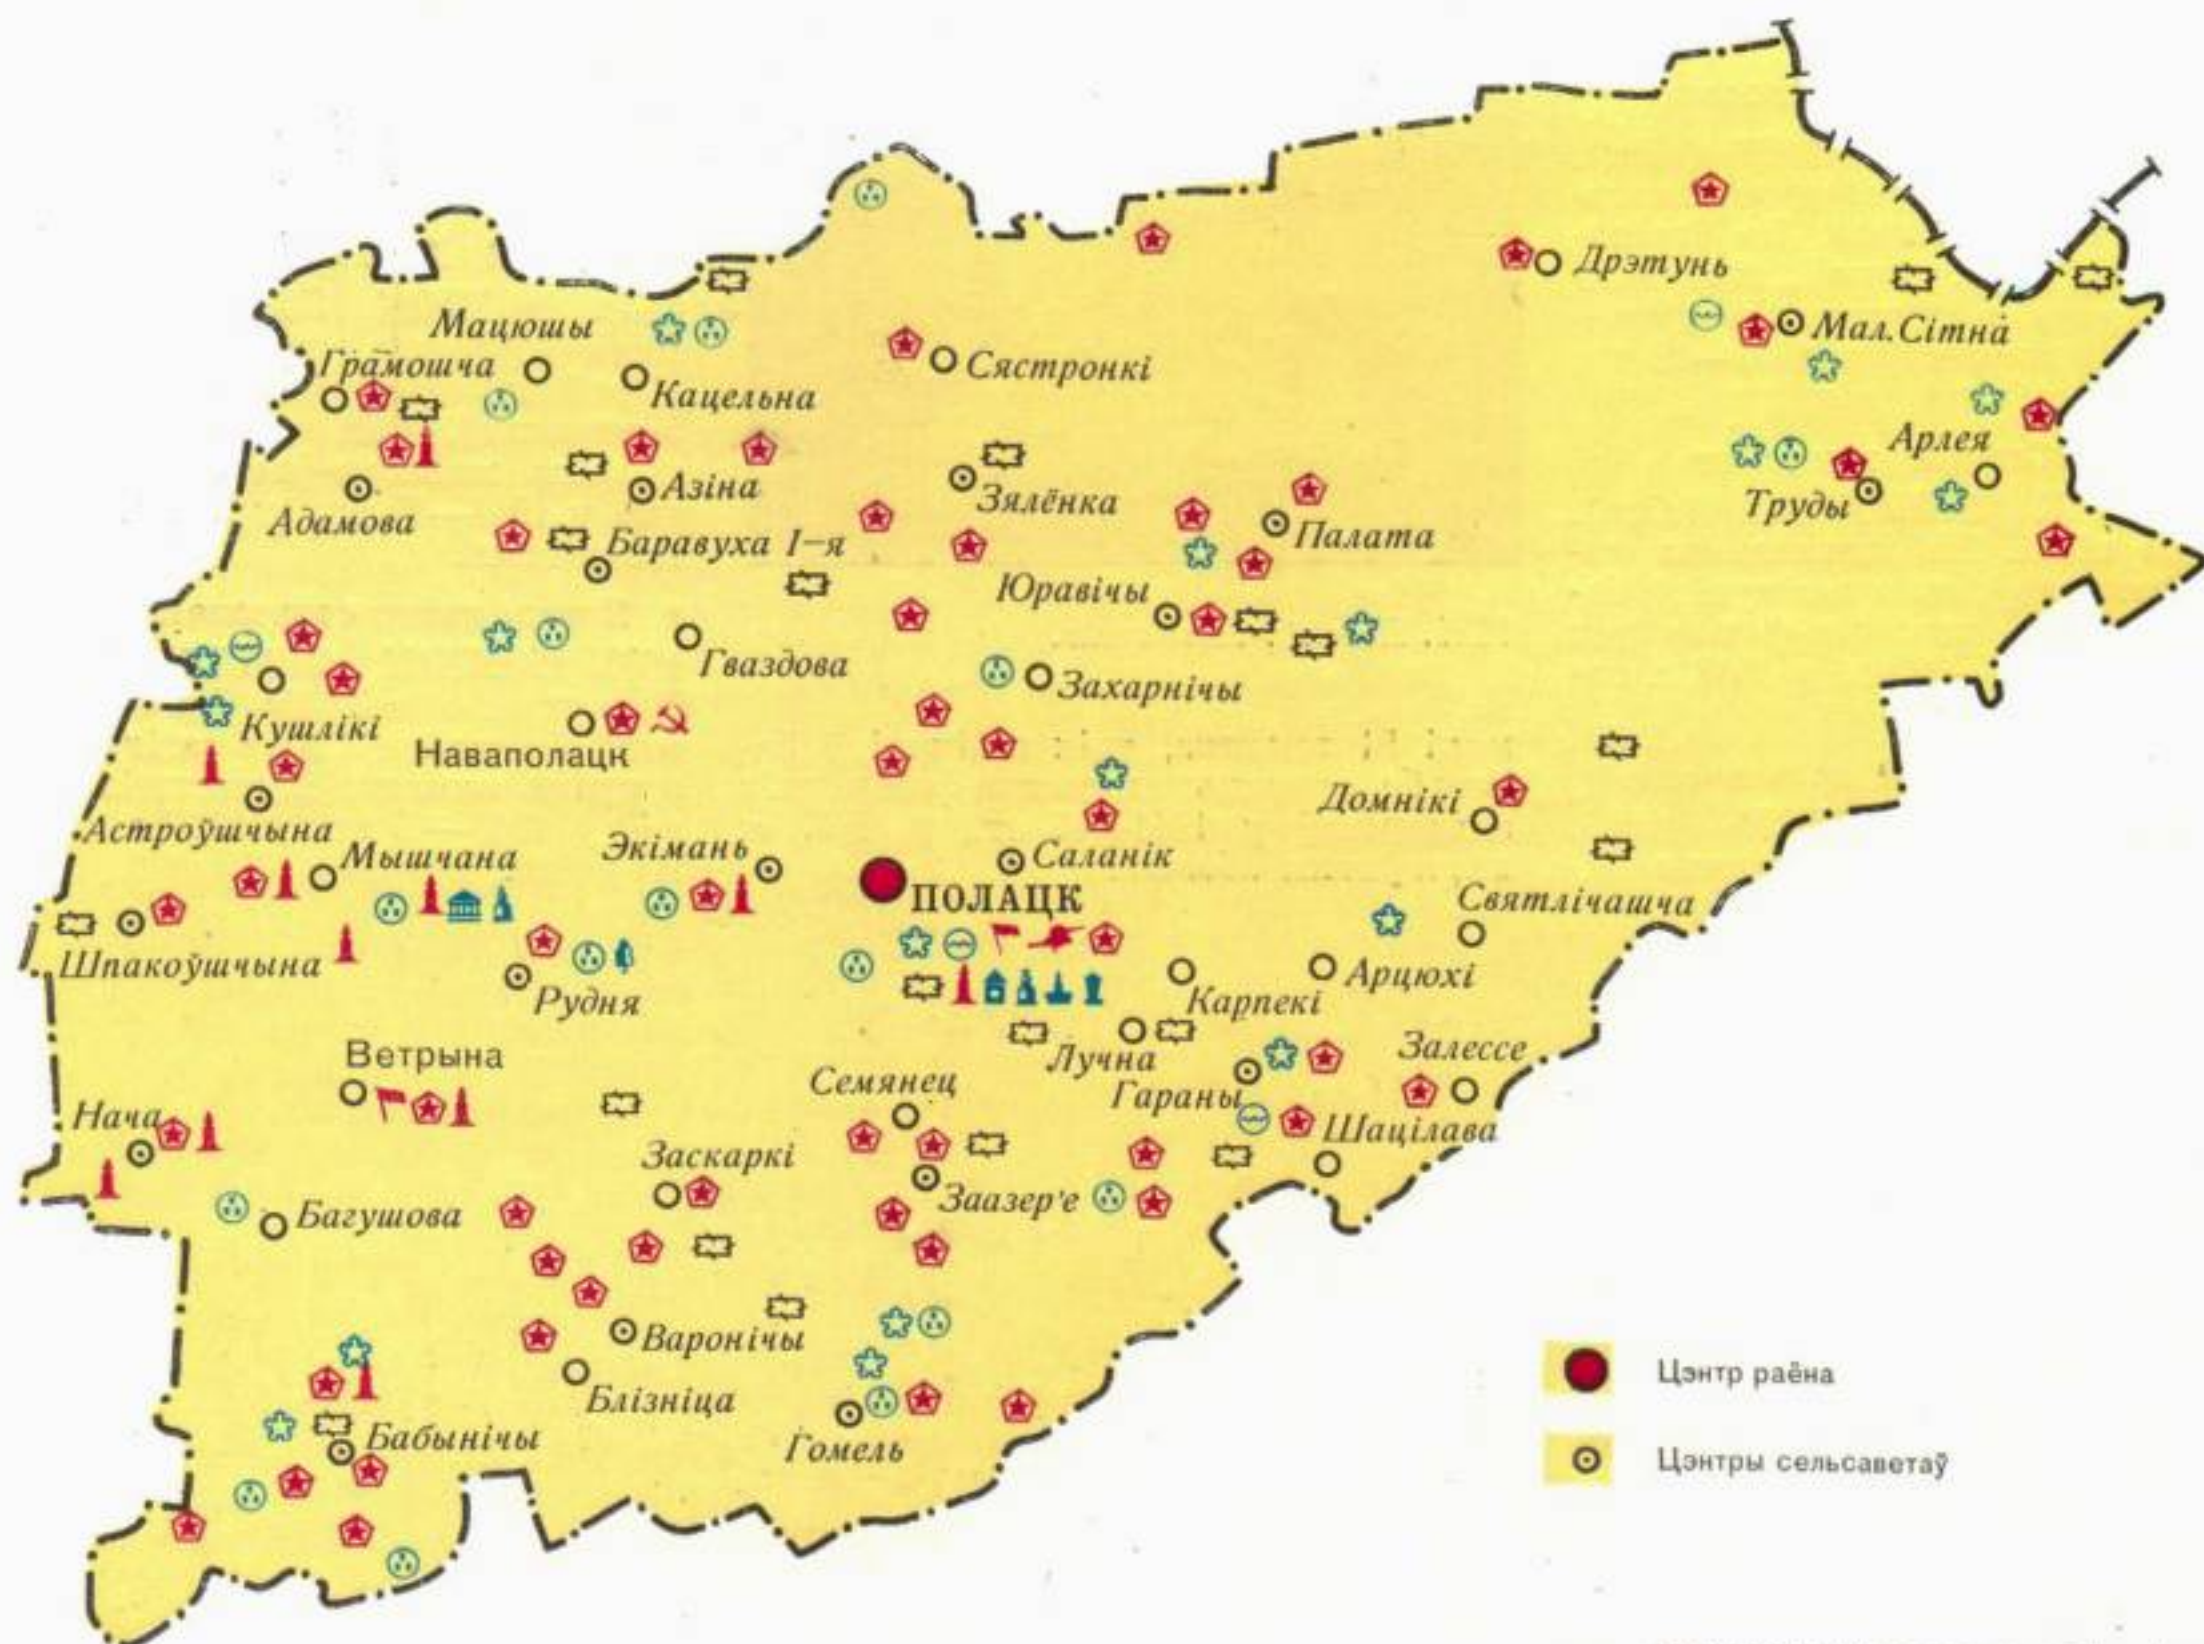 Дрэтунь
Мацюшы
Мал.Сітна
Грамошча
Сястронкі
Кацельна
Арлея
Азіна
Зялёнка
Труды
Адамова
Баравуха І–я
Палата
Юравічы
Гваздова
Захарнічы
Кушлікі
Наваполацк
Домнікі
Астроўшчына
Мышчана
Экімань
Саланік
ПОЛАЦК
Святлічашча
Шпакоўшчына
Рудня
Карпекі
Арцюхі
Ветрына
Лучна
Залессе
Семянец
Гараны
Нача
Шацілава
Заскаркі
Заазер'е
Багушова
Варонічы
Блізніца
Бабынічы
Гомель
Цэнтр раёна
Цэнтры сельсаветаў